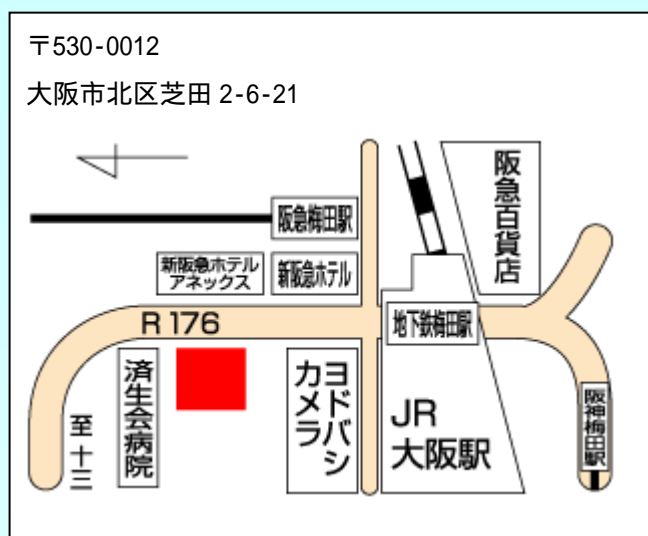 〒530-0012
大阪市北区芝田 2-6-21
阪急百貨店
阪急梅田駅
新阪急ホテル
アネックス
新阪急ホテル
R 176
地下鉄梅田駅
済生会病院
ヨドバシ
カメラ
JR
大阪駅
阪神梅田駅
至十三